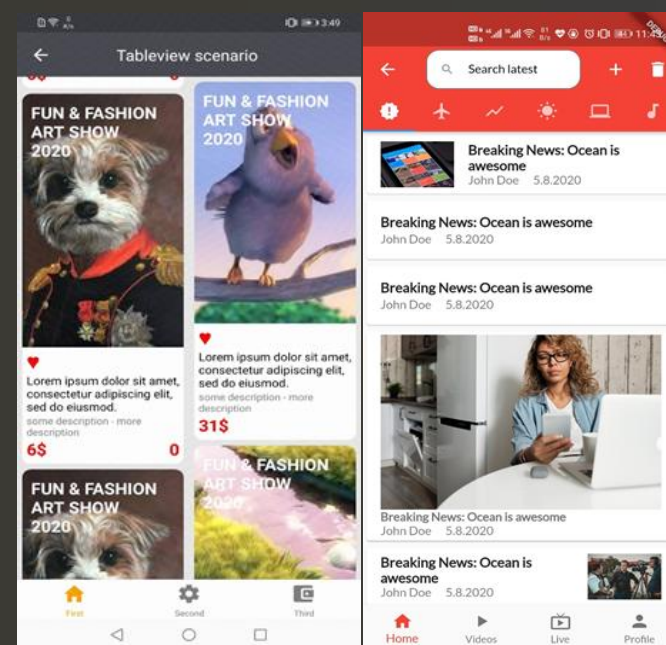 3:49
Tableview scenario
6$ 0
FUN & FASHION
ART SHOW
2020
Lorem ipsum dolor sit amet,
consectetur adipiscing elit,
sed do eiusmod.
some description - more
description
6$ 0
FUN & FASHION
ART SHOW
2020
FUN & FASHION
ART SHOW
2020
Lorem ipsum dolor sit amet,
consectetur adipiscing elit,
sed do eiusmod.
some description - more
description
31$
FUN & FASHION
ART SHOW
2020
First Second Third
DEBUG
Search latest
Breaking News: Ocean is
awesome
John Doe 5.8.2020
Breaking News: Ocean is awesome
John Doe 5.8.2020
Breaking News: Ocean is awesome
John Doe 5.8.2020
Breaking News: Ocean is awesome
John Doe 5.8.2020
Breaking News: Ocean is
awesome
John Doe 5.8.2020
Home Videos Live Profile